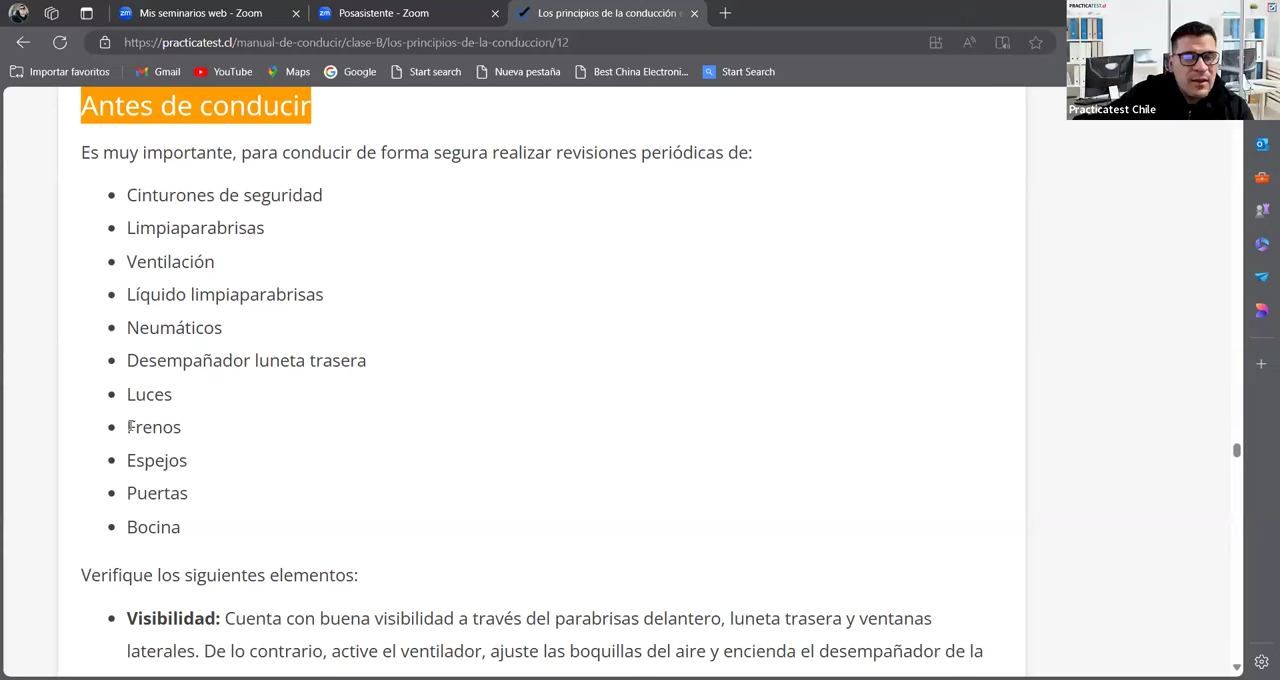 Mis seminarios web - Zoom
Posasistente - Zoom
Los principios de la conducción e
https://practicatest.cl/manual-de-conducir/clase-B/los-principios-de-la-conduccion/12
Importar favoritos
Gmail
YouTube
Maps
Google
Start search
Nueva pestaña
Best China Electroni...
Start Search
PRACTICATEST.cl
Practicatest Chile
Antes de conducir
Es muy importante, para conducir de forma segura realizar revisiones periódicas de:
Cinturones de seguridad
Limpiaparabrisas
Ventilación
Líquido limpiaparabrisas
Neumáticos
Desempañador luneta trasera
Luces
Frenos
Espejos
Puertas
Bocina
Verifique los siguientes elementos:
Visibilidad: Cuenta con buena visibilidad a través del parabrisas delantero, luneta trasera y ventanas
laterales. De lo contrario, active el ventilador, ajuste las boquillas del aire y encienda el desempañador de la